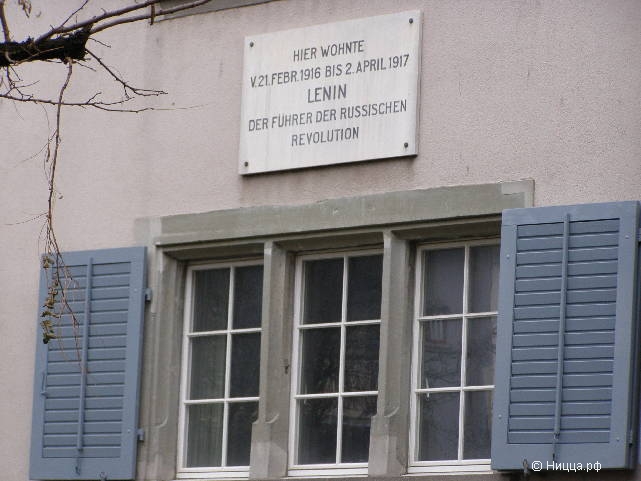 HIER WOHNTE
V. 21. FEBR. 1916 BIS 2. APRIL 1917
LENIN
DER FÜHRER DER RUSSISCHEN
REVOLUTION
© Ницца.рф